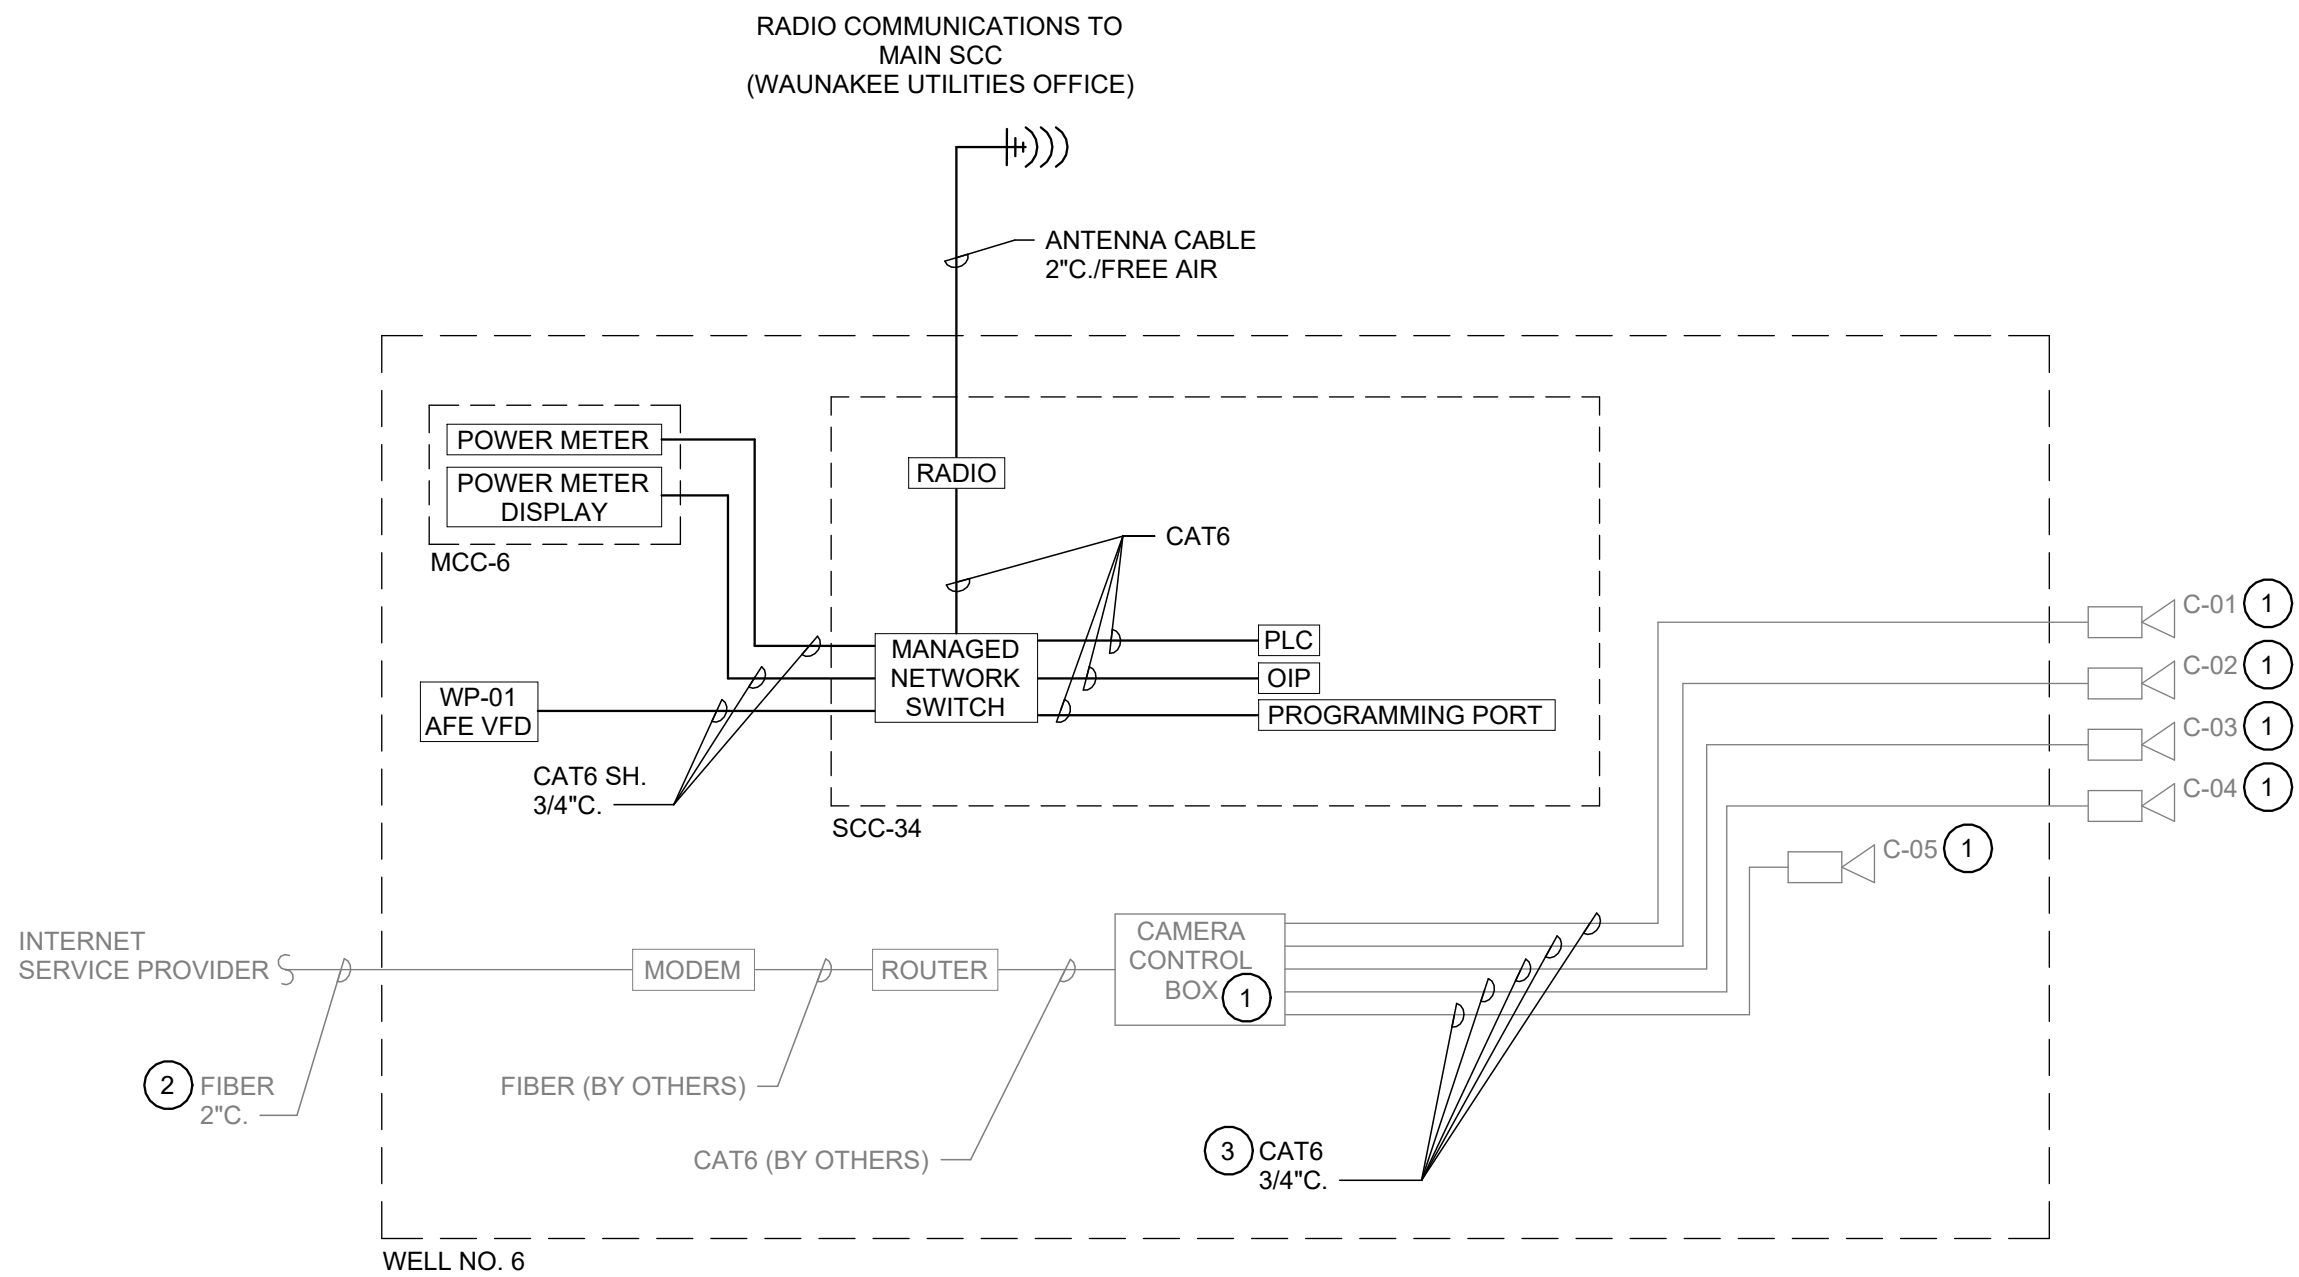 RADIO COMMUNICATIONS TO
MAIN SCC
(WAUNAKEE UTILITIES OFFICE)
ANTENNA CABLE
2"C./FREE AIR
POWER METER
POWER METER
DISPLAY
MCC-6
RADIO
CAT6
MANAGED
NETWORK
SWITCH
PLC
OIP
PROGRAMMING PORT
WP-01
AFE VFD
CAT6 SH.
3/4"C.
SCC-34
C-01 1
C-02 1
C-03 1
C-04 1
C-05 1
INTERNET
SERVICE PROVIDER
MODEM
ROUTER
CAMERA
CONTROL
BOX 1
2 FIBER
2"C.
FIBER (BY OTHERS)
CAT6 (BY OTHERS)
3 CAT6
3/4"C.
WELL NO. 6